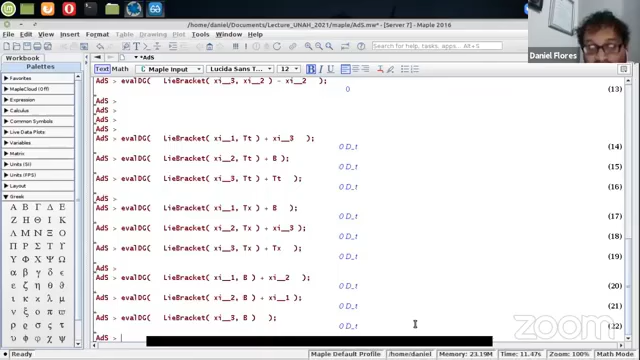 /home/daniel/Documents/Lecture_UNAH_2021/maple/AdS.mw* - [Server 7] - Maple 2016
File Edit View Insert Format
Window Help
Search for help, tasks, apps...
Daniel Flores
Workbook
*AdS
Palettes
Text Math
Maple Input
Lucida Sans T...
12
Favorites
MapleCloud (Off)
Expression
Calculus
Common Symbols
Live Data Plots
Variables
Matrix
Units (SI)
Units (FPS)
Layout
Greek
Α Β Γ Δ Ε
Ζ Η Θ Ι Κ
Λ Μ Ν Ξ Ο
Π Ρ Σ Τ Υ
Φ Χ Ψ Ω
α β γ δ ε
ζ η θ ι κ
λ μ ν ξ ο
AdS > evalDG( LieBracket( xi__3, xi__2 ) - xi__2 );
0 (13)
AdS >
AdS >
AdS >
AdS >
AdS > evalDG( LieBracket( xi__1, Tt ) + xi__3 );
0 D_t (14)
AdS > evalDG( LieBracket( xi__2, Tt ) + B );
0 D_t (15)
AdS > evalDG( LieBracket( xi__3, Tt ) + Tt );
0 D_t (16)
AdS >
AdS > evalDG( LieBracket( xi__1, Tx ) + B );
0 D_t (17)
AdS > evalDG( LieBracket( xi__2, Tx ) + xi__3 );
0 D_t (18)
AdS > evalDG( LieBracket( xi__3, Tx ) + Tx );
0 D_t (19)
AdS >
AdS > evalDG( LieBracket( xi__1, B ) + xi__2 );
0 D_t (20)
AdS > evalDG( LieBracket( xi__2, B ) + xi__1 );
0 D_t (21)
AdS > evalDG( LieBracket( xi__3, B ) );
0 D_t (22)
AdS >
zoom
Ready
Maple Default Profile
/home/daniel
Memory: 23.19M
Time: 11.47s
Zoom: 100%
Text Mode